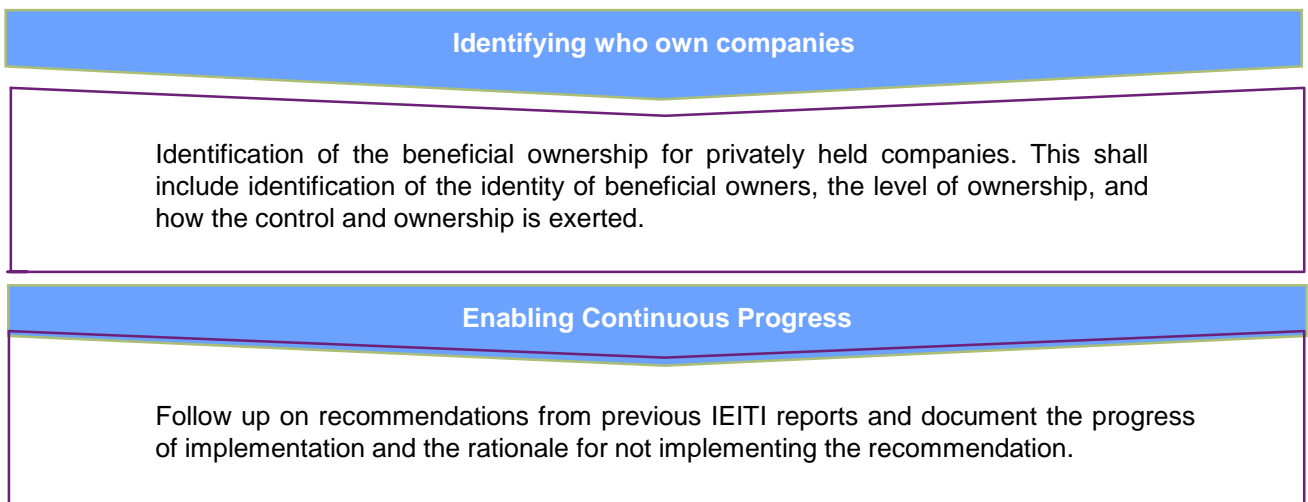 Identifying who own companies
Identification of the beneficial ownership for privately held companies. This shall
include identification of the identity of beneficial owners, the level of ownership, and
how the control and ownership is exerted.
Enabling Continuous Progress
Follow up on recommendations from previous IEITI reports and document the progress
of implementation and the rationale for not implementing the recommendation.